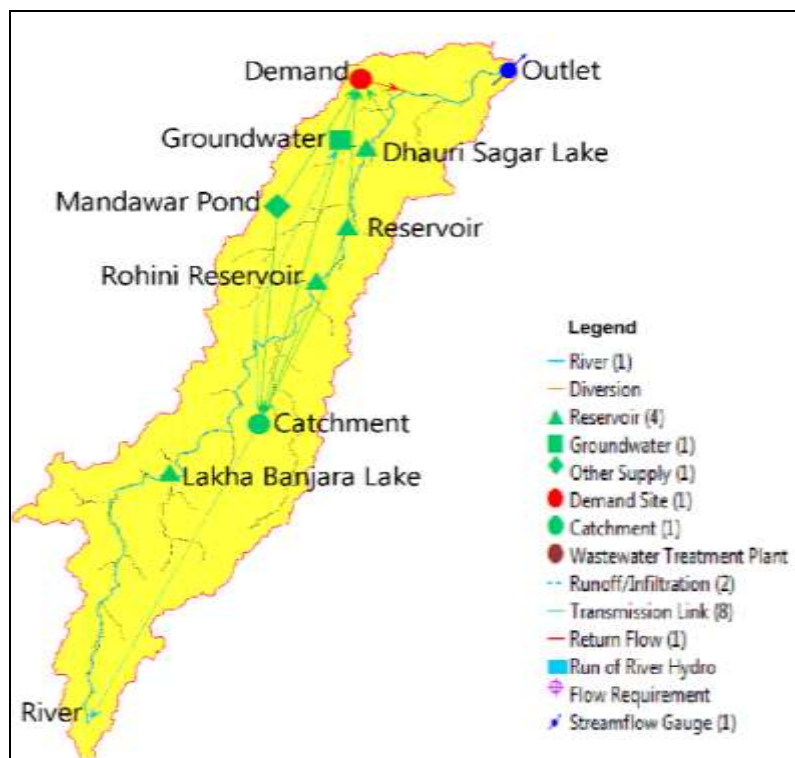 Demand
Outlet
Groundwater
Dhauri Sagar Lake
Mandawar Pond
Reservoir
Rohini Reservoir
Catchment
Lakha Banjara Lake
River
Legend
River (1)
Diversion
Reservoir (4)
Groundwater (1)
Other Supply (1)
Demand Site (1)
Catchment (1)
Wastewater Treatment Plant
Runoff/Infiltration (2)
Transmission Link (8)
Return Flow (1)
Run of River Hydro
Flow Requirement
Streamflow Gauge (1)